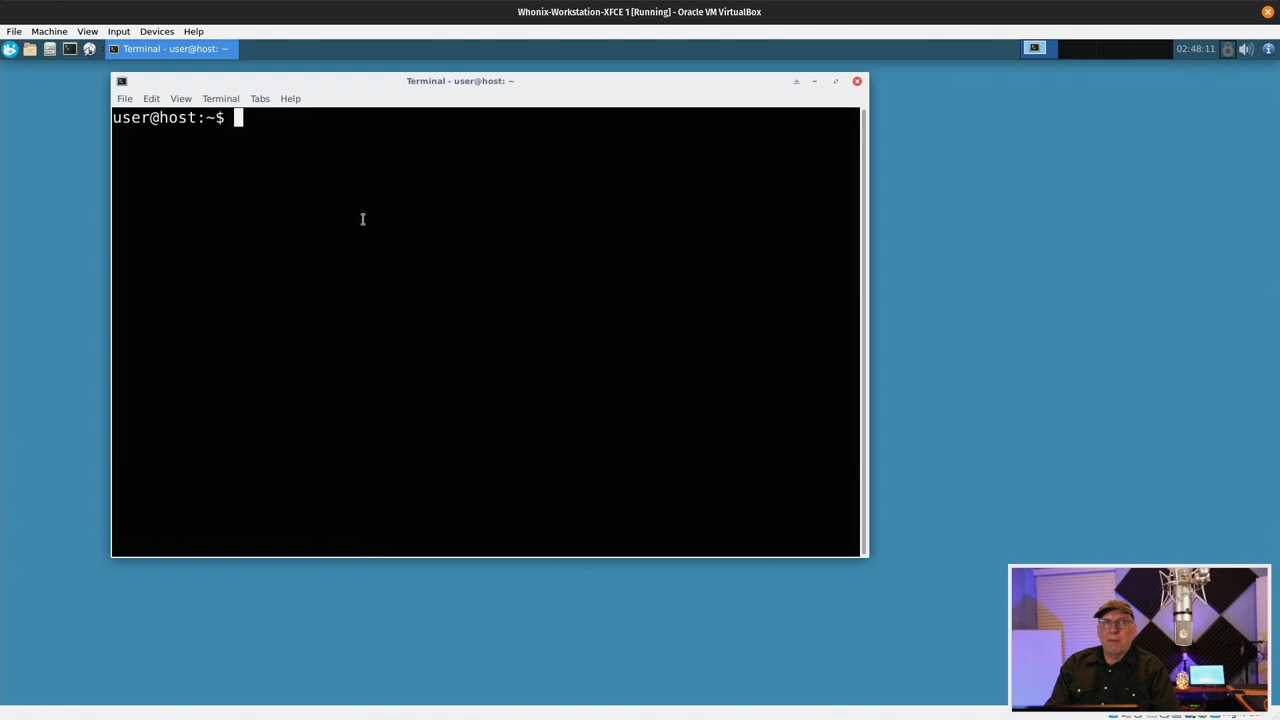 Whonix-Workstation-XFCE 1 [Running] - Oracle VM VirtualBox
File Machine View Input Devices Help
Terminal - user@host: ~
02:48:11
Terminal - user@host: ~
File Edit View Terminal Tabs Help
user@host:~$